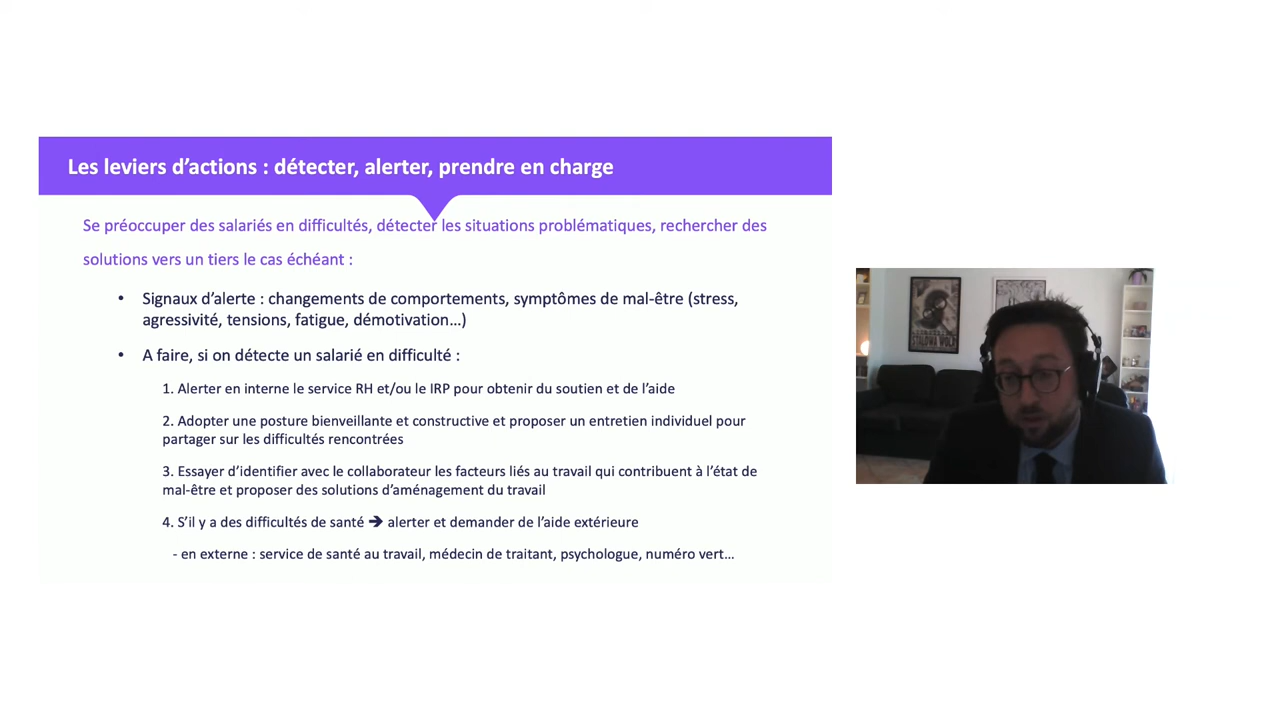 Les leviers d’actions : détecter, alerter, prendre en charge
Se préoccuper des salariés en difficultés, détecter les situations problématiques, rechercher des
solutions vers un tiers le cas échéant :
• Signaux d’alerte : changements de comportements, symptômes de mal-être (stress,
agressivité, tensions, fatigue, démotivation…)
• A faire, si on détecte un salarié en difficulté :
1. Alerter en interne le service RH et/ou le IRP pour obtenir du soutien et de l’aide
2. Adopter une posture bienveillante et constructive et proposer un entretien individuel pour
partager sur les difficultés rencontrées
3. Essayer d’identifier avec le collaborateur les facteurs liés au travail qui contribuent à l’état de
mal-être et proposer des solutions d’aménagement du travail
4. S’il y a des difficultés de santé ➔ alerter et demander de l’aide extérieure
- en externe : service de santé au travail, médecin de traitant, psychologue, numéro vert…
STALOWA WOLA